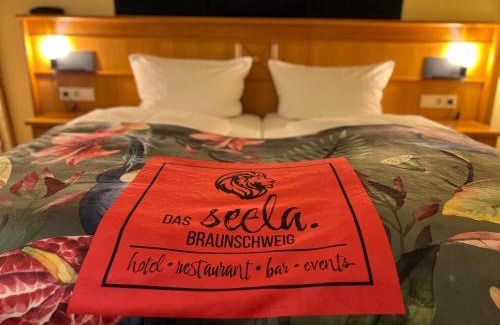 DAS seela.
BRAUNSCHWEIG
hotel • restaurant • bar • events